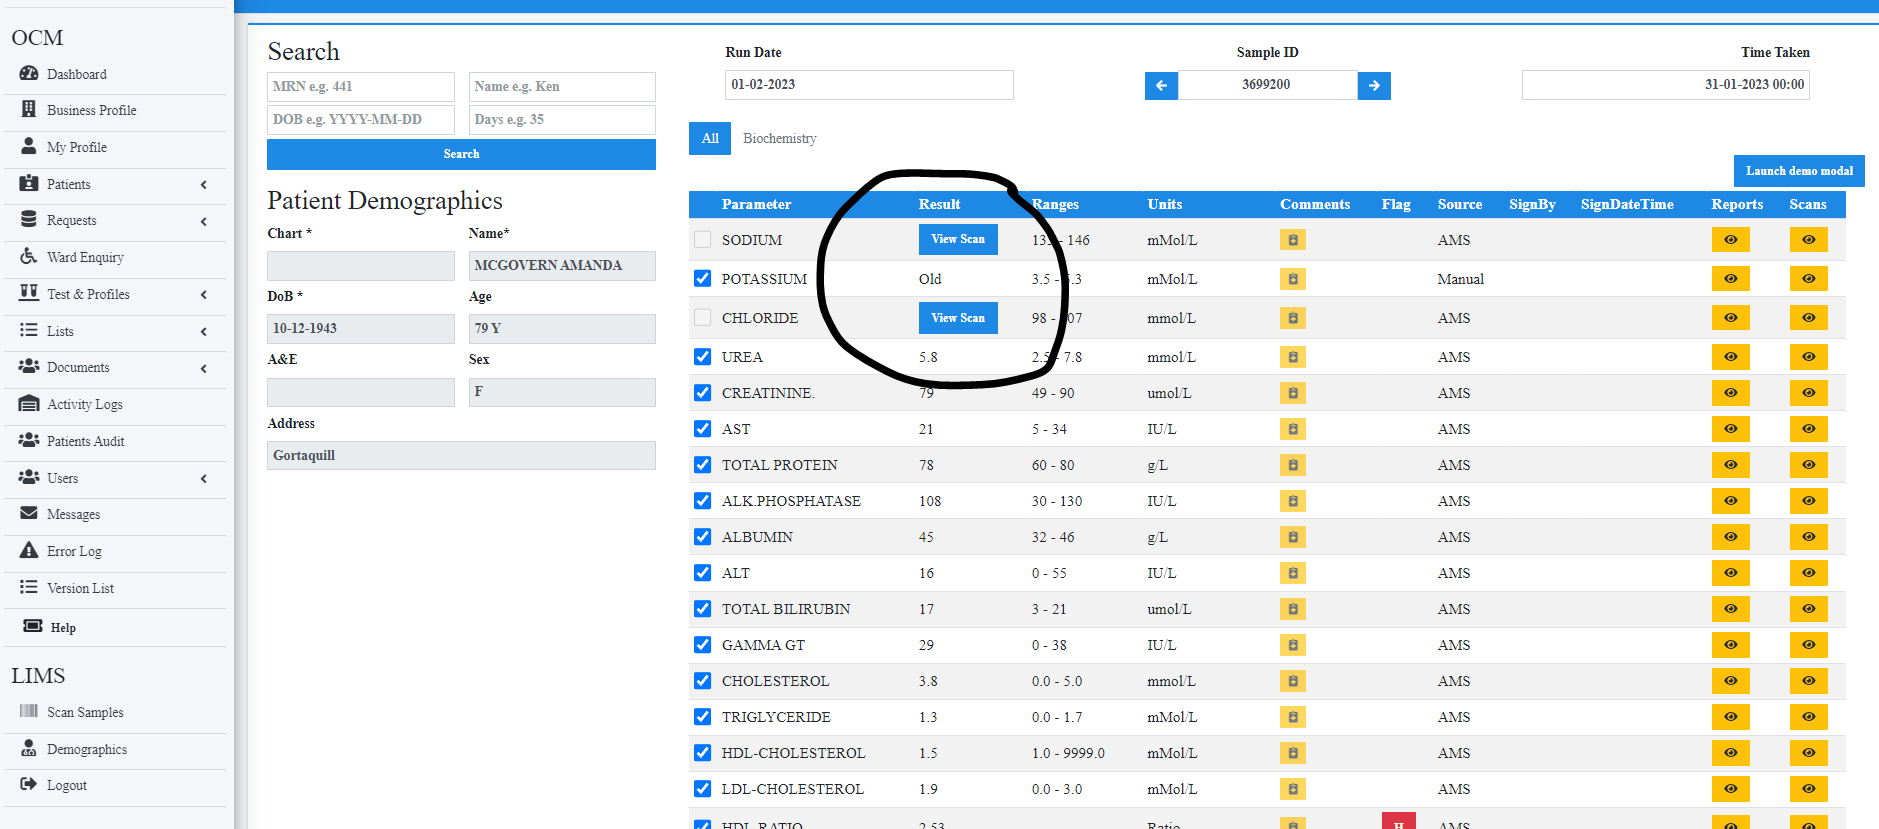 OCM
Dashboard
Business Profile
My Profile
Patients
Requests
Ward Enquiry
Test & Profiles
Lists
Documents
Activity Logs
Patients Audit
Users
Messages
Error Log
Version List
Help
LIMS
Scan Samples
Demographics
Logout
Search
MRN e.g. 441 Name e.g. Ken
DOB e.g. YYYY-MM-DD Days e.g. 35
Search
Patient Demographics
Chart * Name*
MCGOVERN AMANDA
DoB * Age
10-12-1943 79 Y
A&E Sex
F
Address
Gortaquill
Run Date Sample ID Time Taken
01-02-2023 3699200 31-01-2023 00:00
All Biochemistry
Launch demo modal
Parameter Result Ranges Units Comments Flag Source SignBy SignDateTime Reports Scans
SODIUM View Scan - 146 mMol/L AMS
POTASSIUM Old 3.5 - mMol/L Manual
CHLORIDE View Scan 98 - mmol/L AMS
UREA 5.8 2.5 - 7.8 mmol/L AMS
CREATININE. 79 49 - 90 umol/L AMS
AST 21 5 - 34 IU/L AMS
TOTAL PROTEIN 78 60 - 80 g/L AMS
ALK.PHOSPHATASE 108 30 - 130 IU/L AMS
ALBUMIN 45 32 - 46 g/L AMS
ALT 16 0 - 55 IU/L AMS
TOTAL BILIRUBIN 17 3 - 21 umol/L AMS
GAMMA GT 29 0 - 38 IU/L AMS
CHOLESTEROL 3.8 0.0 - 5.0 mmol/L AMS
TRIGLYCERIDE 1.3 0.0 - 1.7 mMol/L AMS
HDL-CHOLESTEROL 1.5 1.0 - 9999.0 mMol/L AMS
LDL-CHOLESTEROL 1.9 0.0 - 3.0 mMol/L AMS
HDL-RATIO 2.53 Ratio H AMS